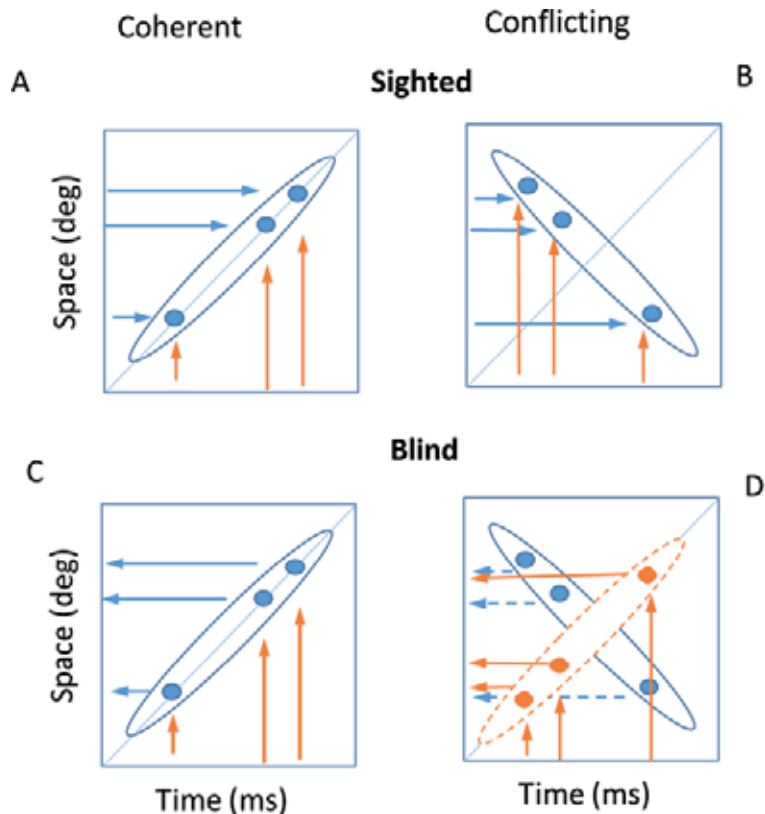 Coherent
Conflicting
A
Sighted
B
Space (deg)
C
Blind
D
Space (deg)
Time (ms)
Time (ms)